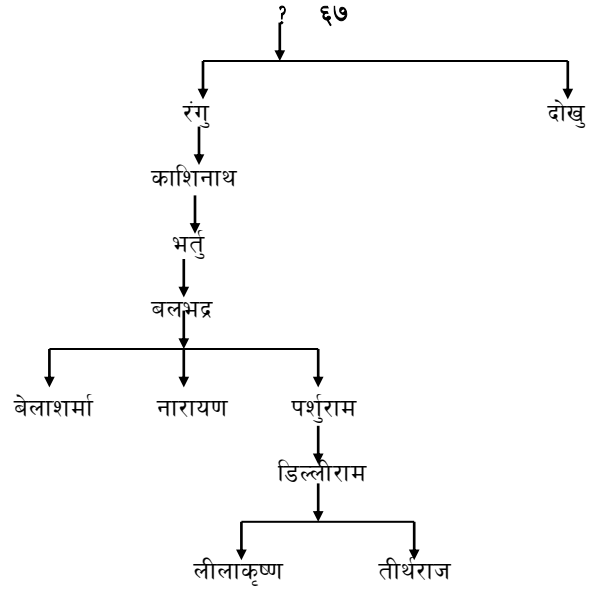 ? ६७
रंगु दोखु
काशिनाथ
भर्तु
बलभद्र
बेलाशर्मा नारायण पर्शुराम
डिल्लीराम
लीलाकृष्ण तीर्थराज